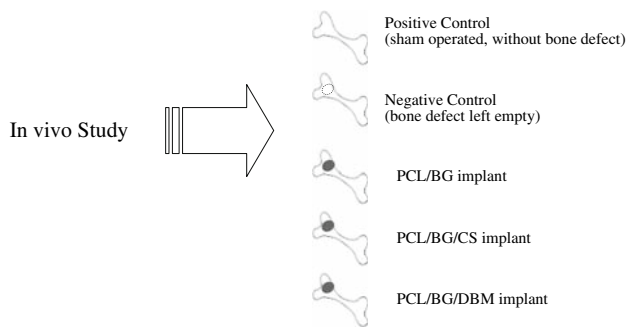 Positive Control
(sham operated, without bone defect)
Negative Control
(bone defect left empty)
In vivo Study
PCL/BG implant
PCL/BG/CS implant
PCL/BG/DBM implant